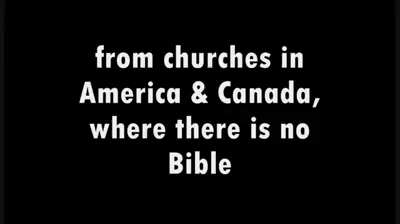 from churches in
America & Canada,
where there is no
Bible